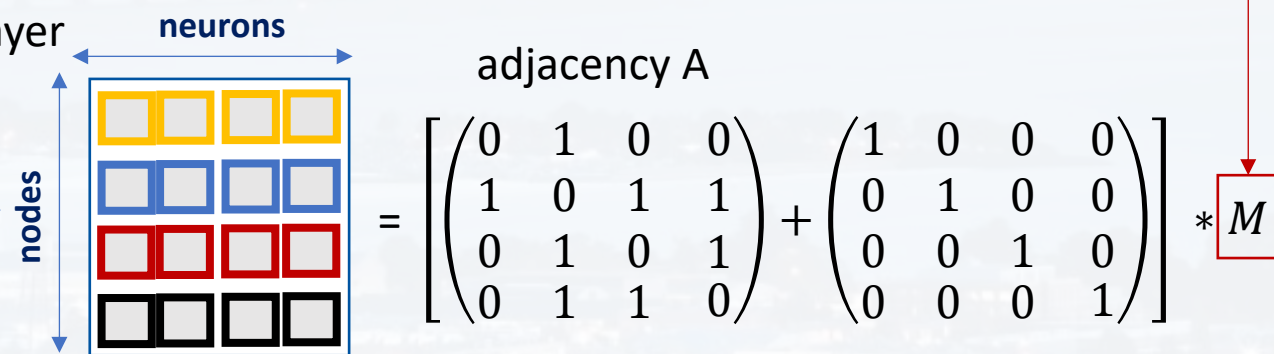 ayer
neurons
adjacency A
nodes
= [ ( 0 1 0 0
1 0 1 1
0 1 0 1
0 1 1 0 ) + ( 1 0 0 0
0 1 0 0
0 0 1 0
0 0 0 1 ) ] * M